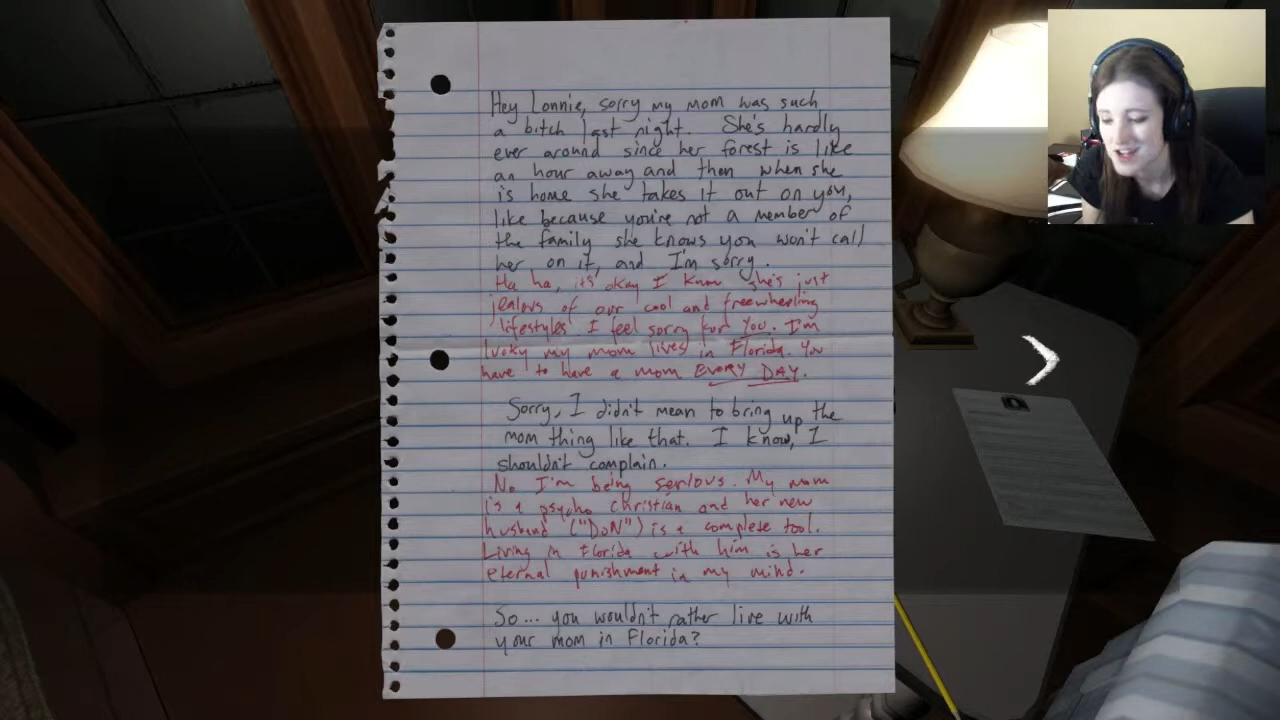 Hey Lonnie, sorry my mom was such
a bitch last night. She's hardly
ever around since her forest is like
an hour away and then when she
is home she takes it out on you,
like because you're not a member of
the family she knows you won't call
her on it, and I'm sorry.
Ha ha, its okay I know she's just
jealous of our cool and freewheeling
lifestyles I feel sorry for You. I'm
lucky my mom lives in Florida. You
have to have a mom EVERY DAY.
Sorry, I didn't mean to bring up the
mom thing like that. I know, I
shouldn't complain.
No I'm being serious. My mom
is a psycho christian and her new
husband ("DoN") is a complete tool.
Living in Florida with him is her
eternal punishment in my mind.
So... you wouldn't rather live with
your mom in Florida?